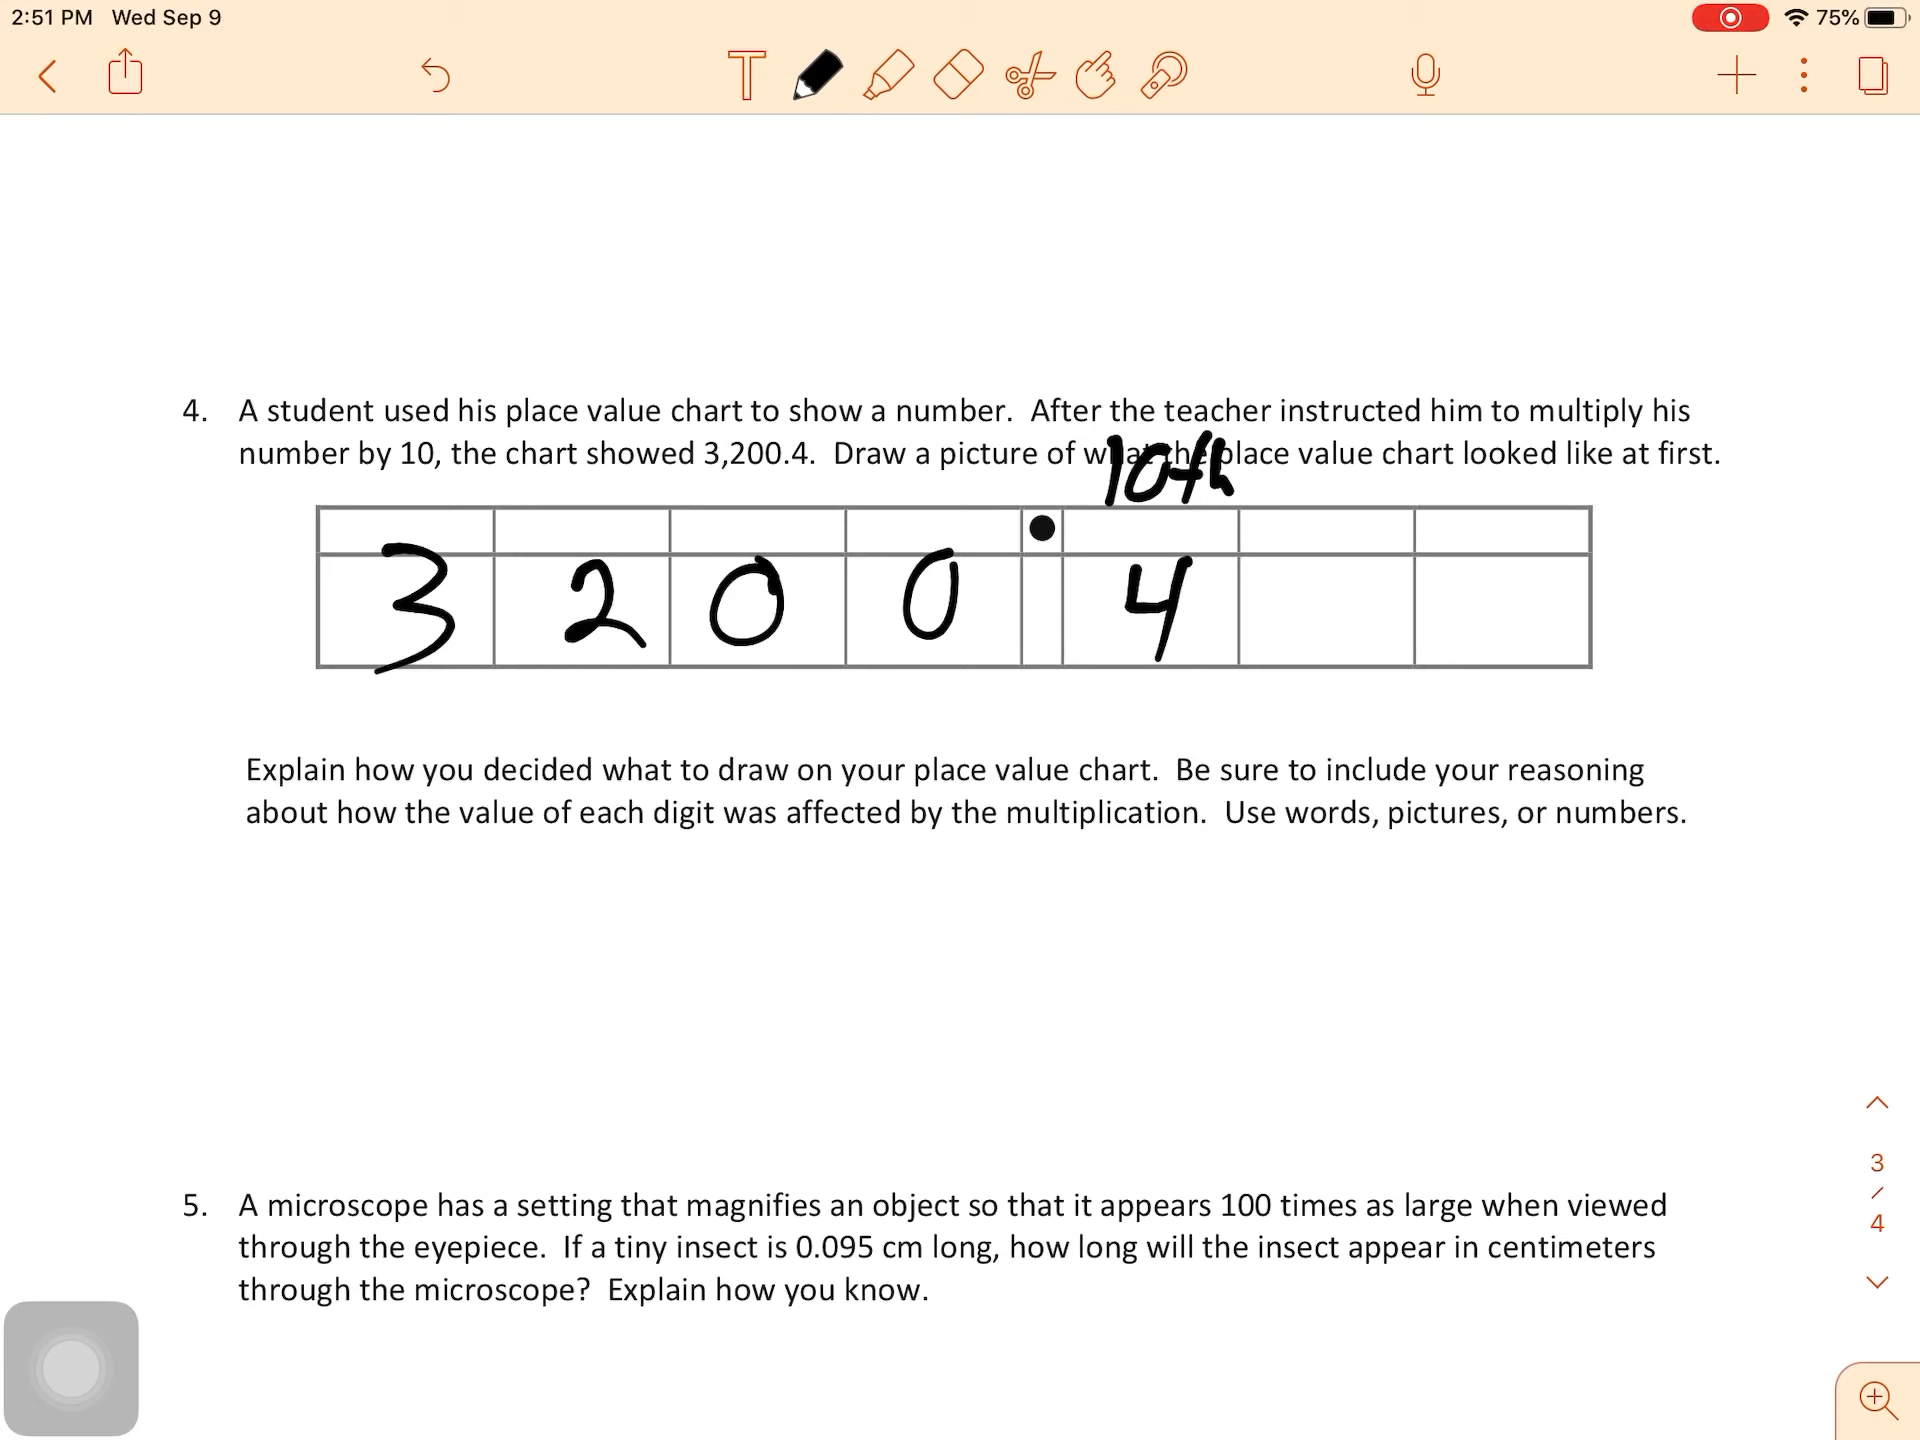 2:51 PM Wed Sep 9
75%
T
4. A student used his place value chart to show a number. After the teacher instructed him to multiply his
number by 10, the chart showed 3,200.4. Draw a picture of what the place value chart looked like at first.
10th
3 2 0 0 4
Explain how you decided what to draw on your place value chart. Be sure to include your reasoning
about how the value of each digit was affected by the multiplication. Use words, pictures, or numbers.
3
/
4
5. A microscope has a setting that magnifies an object so that it appears 100 times as large when viewed
through the eyepiece. If a tiny insect is 0.095 cm long, how long will the insect appear in centimeters
through the microscope? Explain how you know.